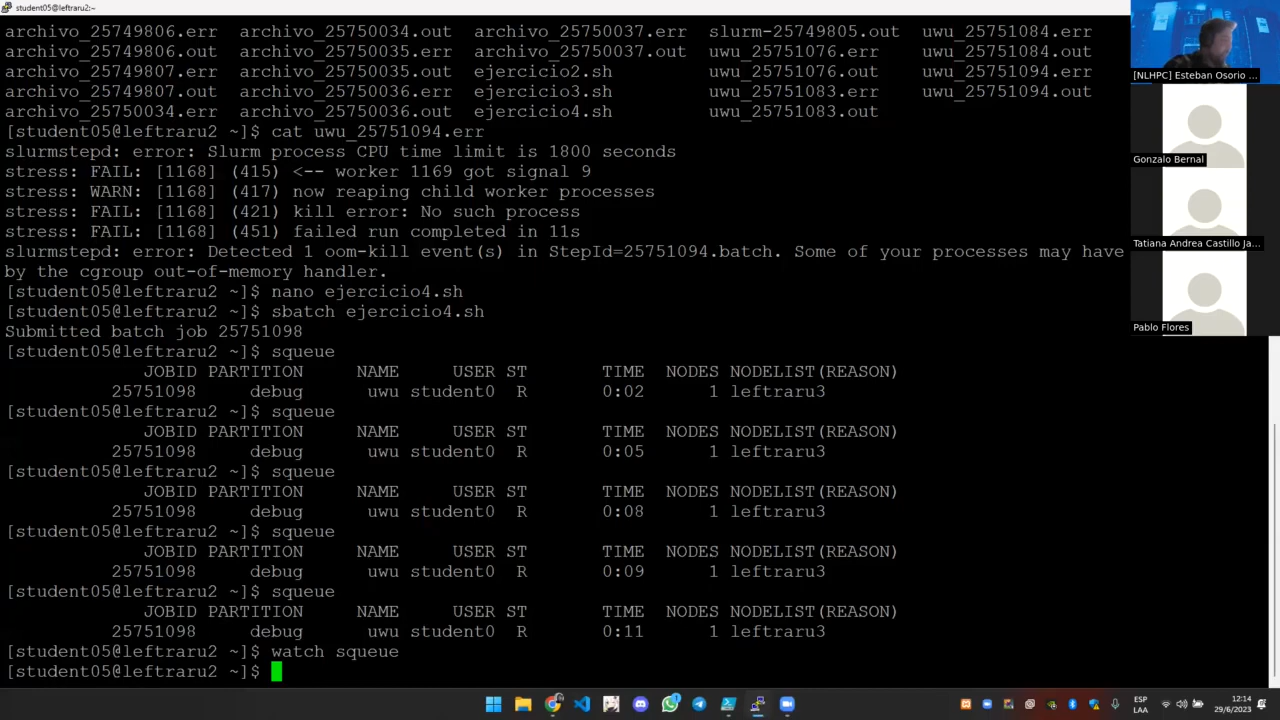 student05@leftraru2:~
archivo_25749806.err archivo_25750034.out archivo_25750037.err slurm-25749805.out uwu_25751084.err
archivo_25749806.out archivo_25750035.err archivo_25750037.out uwu_25751076.err uwu_25751084.out
archivo_25749807.err archivo_25750035.out ejercicio2.sh uwu_25751076.out uwu_25751094.err
archivo_25749807.out archivo_25750036.err ejercicio3.sh uwu_25751083.err uwu_25751094.out
archivo_25750034.err archivo_25750036.out ejercicio4.sh uwu_25751083.out
[student05@leftraru2 ~]$ cat uwu_25751094.err
slurmstepd: error: Slurm process CPU time limit is 1800 seconds
stress: FAIL: [1168] (415) <-- worker 1169 got signal 9
stress: WARN: [1168] (417) now reaping child worker processes
stress: FAIL: [1168] (421) kill error: No such process
stress: FAIL: [1168] (451) failed run completed in 11s
slurmstepd: error: Detected 1 oom-kill event(s) in StepId=25751094.batch. Some of your processes may have
by the cgroup out-of-memory handler.
[student05@leftraru2 ~]$ nano ejercicio4.sh
[student05@leftraru2 ~]$ sbatch ejercicio4.sh
Submitted batch job 25751098
[student05@leftraru2 ~]$ squeue
JOBID PARTITION NAME USER ST TIME NODES NODELIST(REASON)
25751098 debug uwu student0 R 0:02 1 leftraru3
[student05@leftraru2 ~]$ squeue
JOBID PARTITION NAME USER ST TIME NODES NODELIST(REASON)
25751098 debug uwu student0 R 0:05 1 leftraru3
[student05@leftraru2 ~]$ squeue
JOBID PARTITION NAME USER ST TIME NODES NODELIST(REASON)
25751098 debug uwu student0 R 0:08 1 leftraru3
[student05@leftraru2 ~]$ squeue
JOBID PARTITION NAME USER ST TIME NODES NODELIST(REASON)
25751098 debug uwu student0 R 0:09 1 leftraru3
[student05@leftraru2 ~]$ squeue
JOBID PARTITION NAME USER ST TIME NODES NODELIST(REASON)
25751098 debug uwu student0 R 0:11 1 leftraru3
[student05@leftraru2 ~]$ watch squeue
[student05@leftraru2 ~]$
[NLHPC] Esteban Osorio ...
Gonzalo Bernal
Tatiana Andrea Castillo Ja...
Pablo Flores
ESP
LAA
12:14
29/6/2023